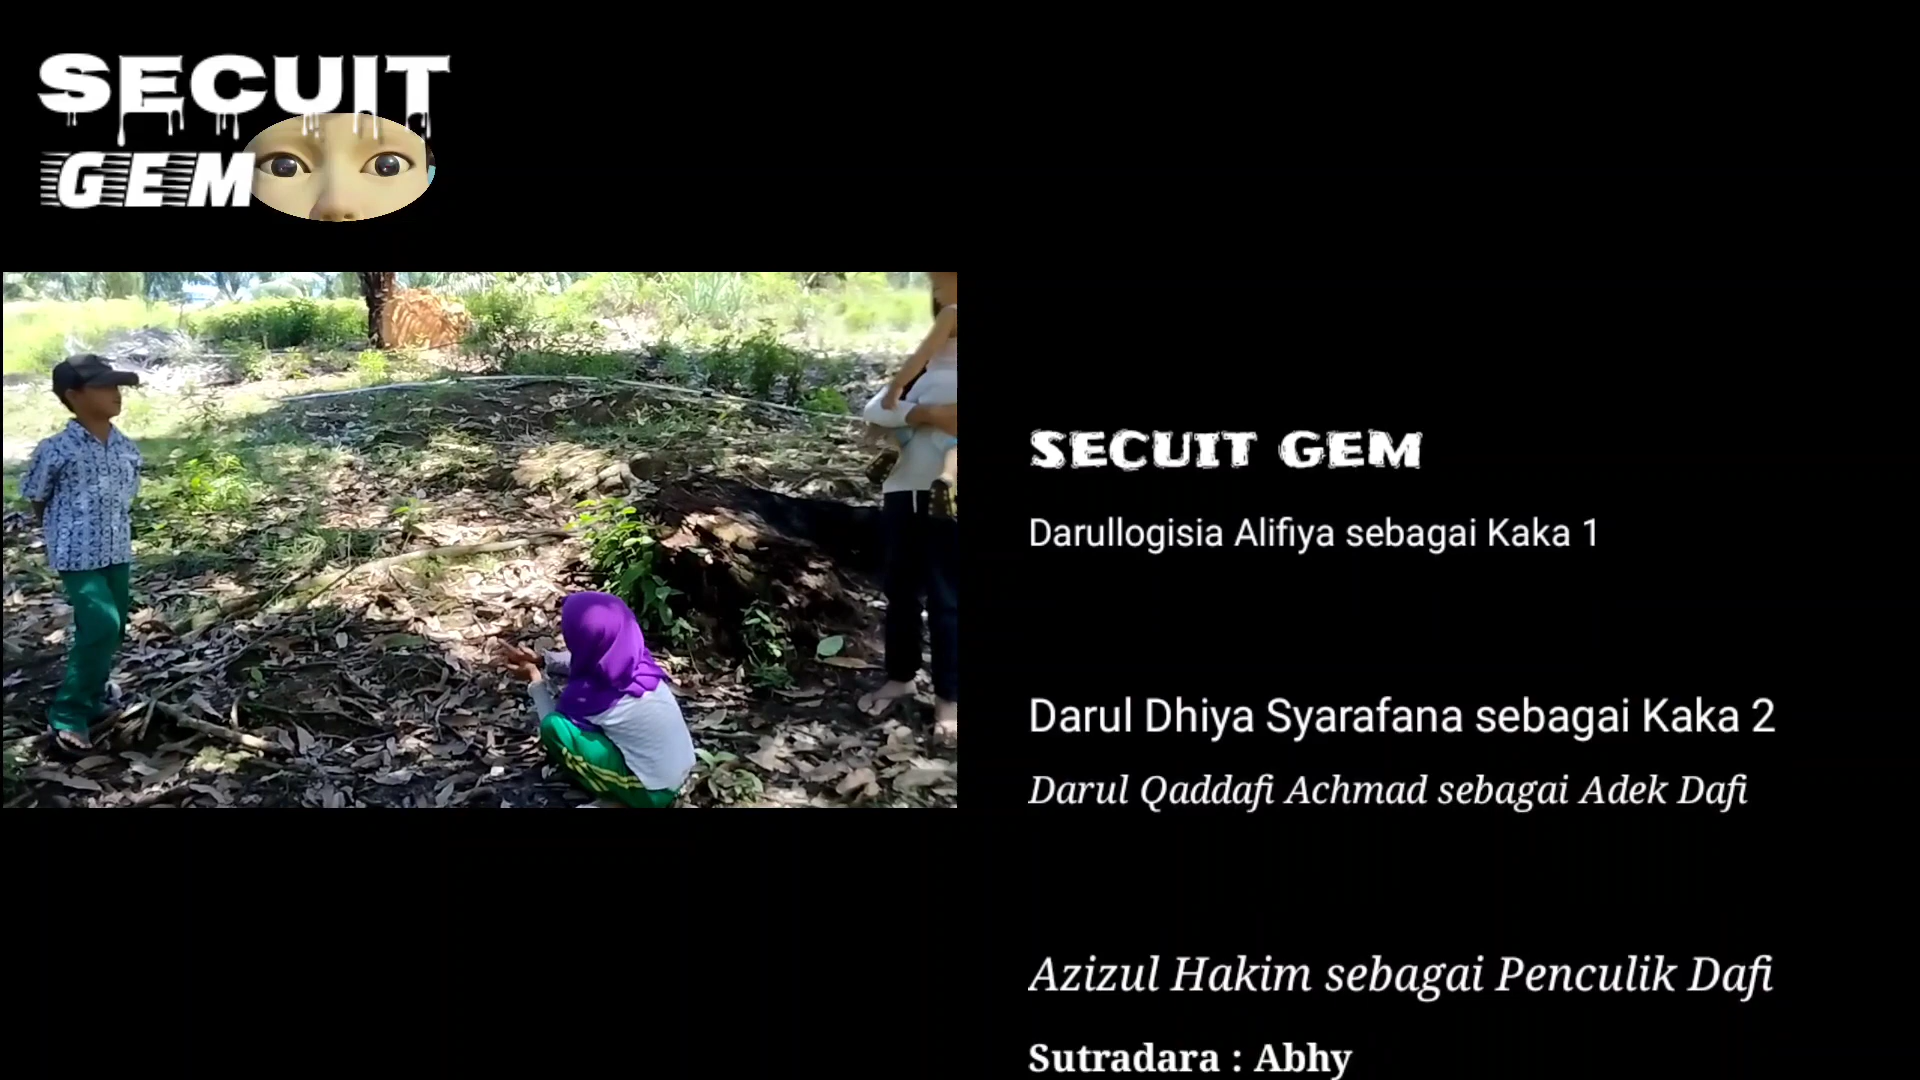 SECUIT
GEM
SECUIT GEM
Darullogisia Alifiya sebagai Kaka 1
Darul Dhiya Syarafana sebagai Kaka 2
Darul Qaddafi Achmad sebagai Adek Dafi
Azizul Hakim sebagai Penculik Dafi
Sutradara : Abhy